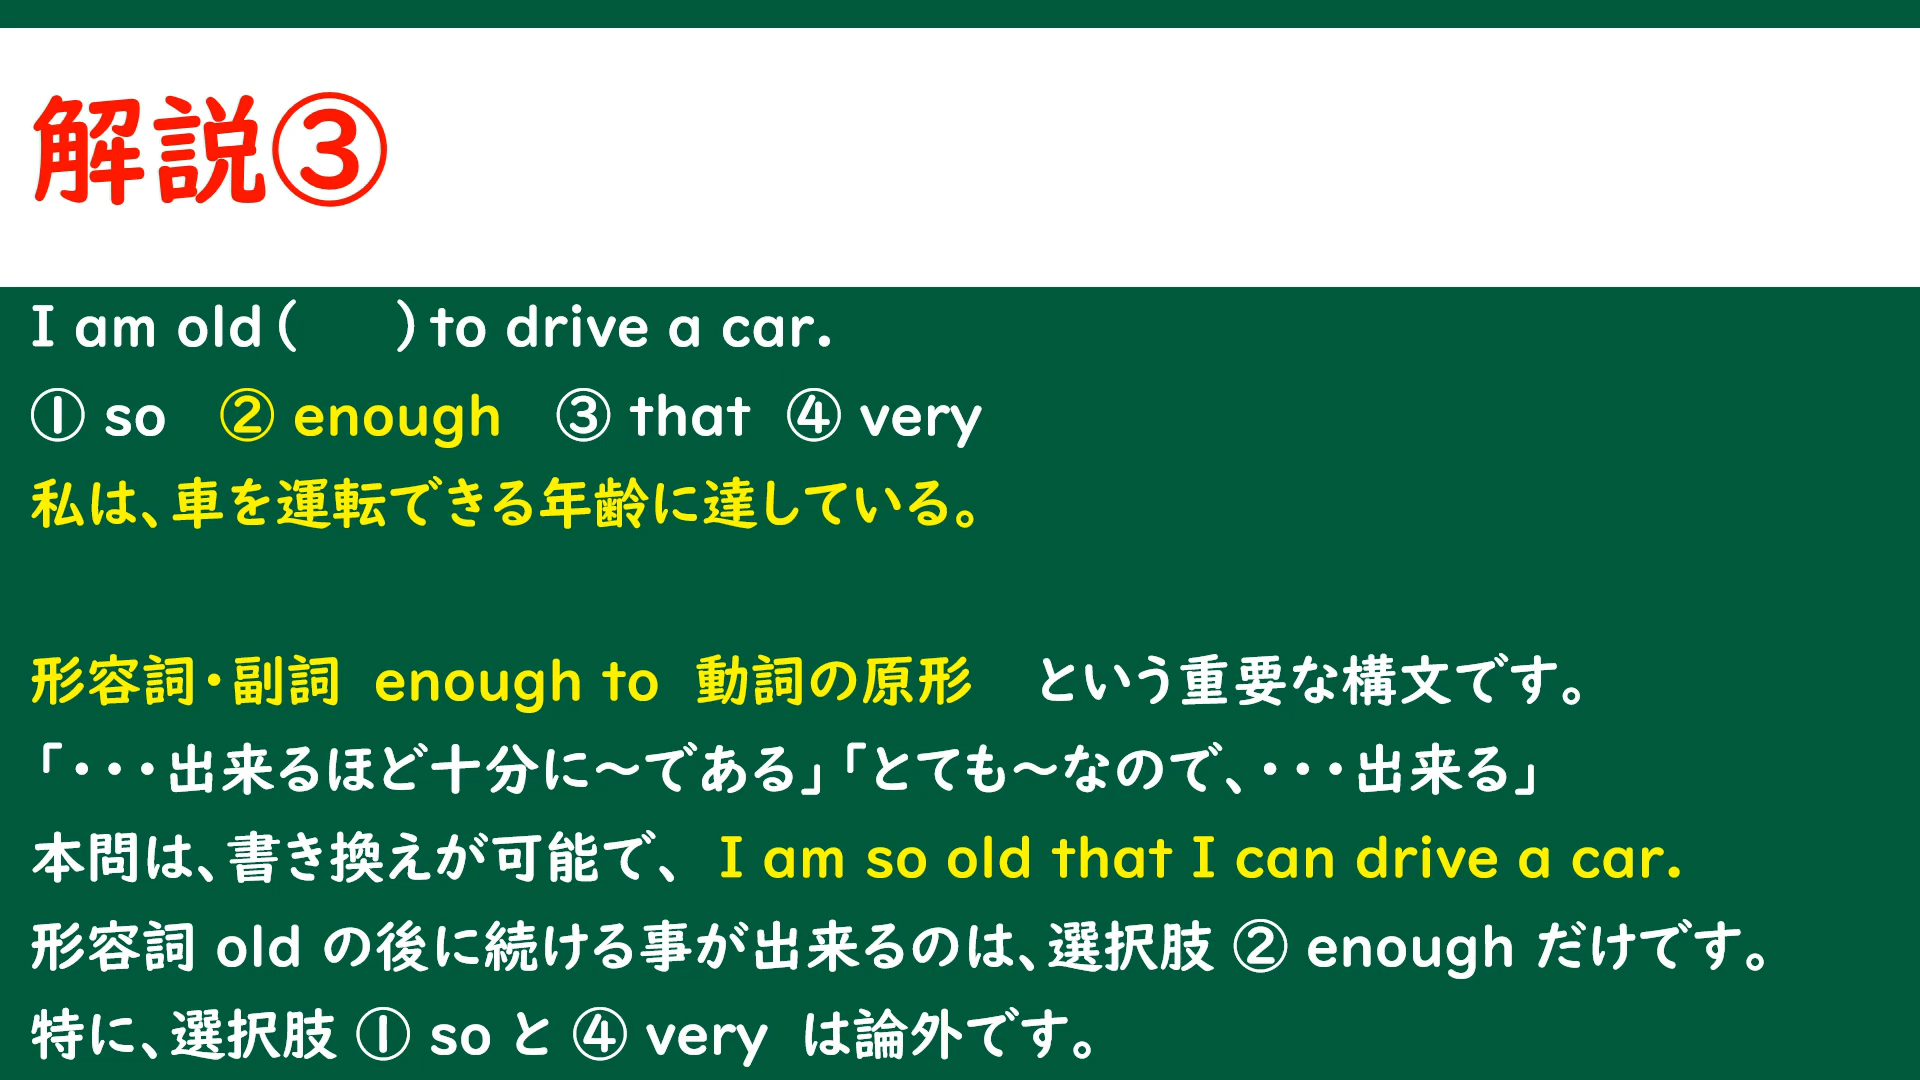 解説③
I am old (　　) to drive a car.
① so ② enough ③ that ④ very
私は、車を運転できる年齢に達している。
形容詞・副詞 enough to 動詞の原形 という重要な構文です。
「・・・出来るほど十分に～である」「とても～なので、・・・出来る」
本問は、書き換えが可能で、 I am so old that I can drive a car.
形容詞 old の後に続ける事が出来るのは、選択肢 ② enough だけです。
特に、選択肢 ① so と ④ very は論外です。